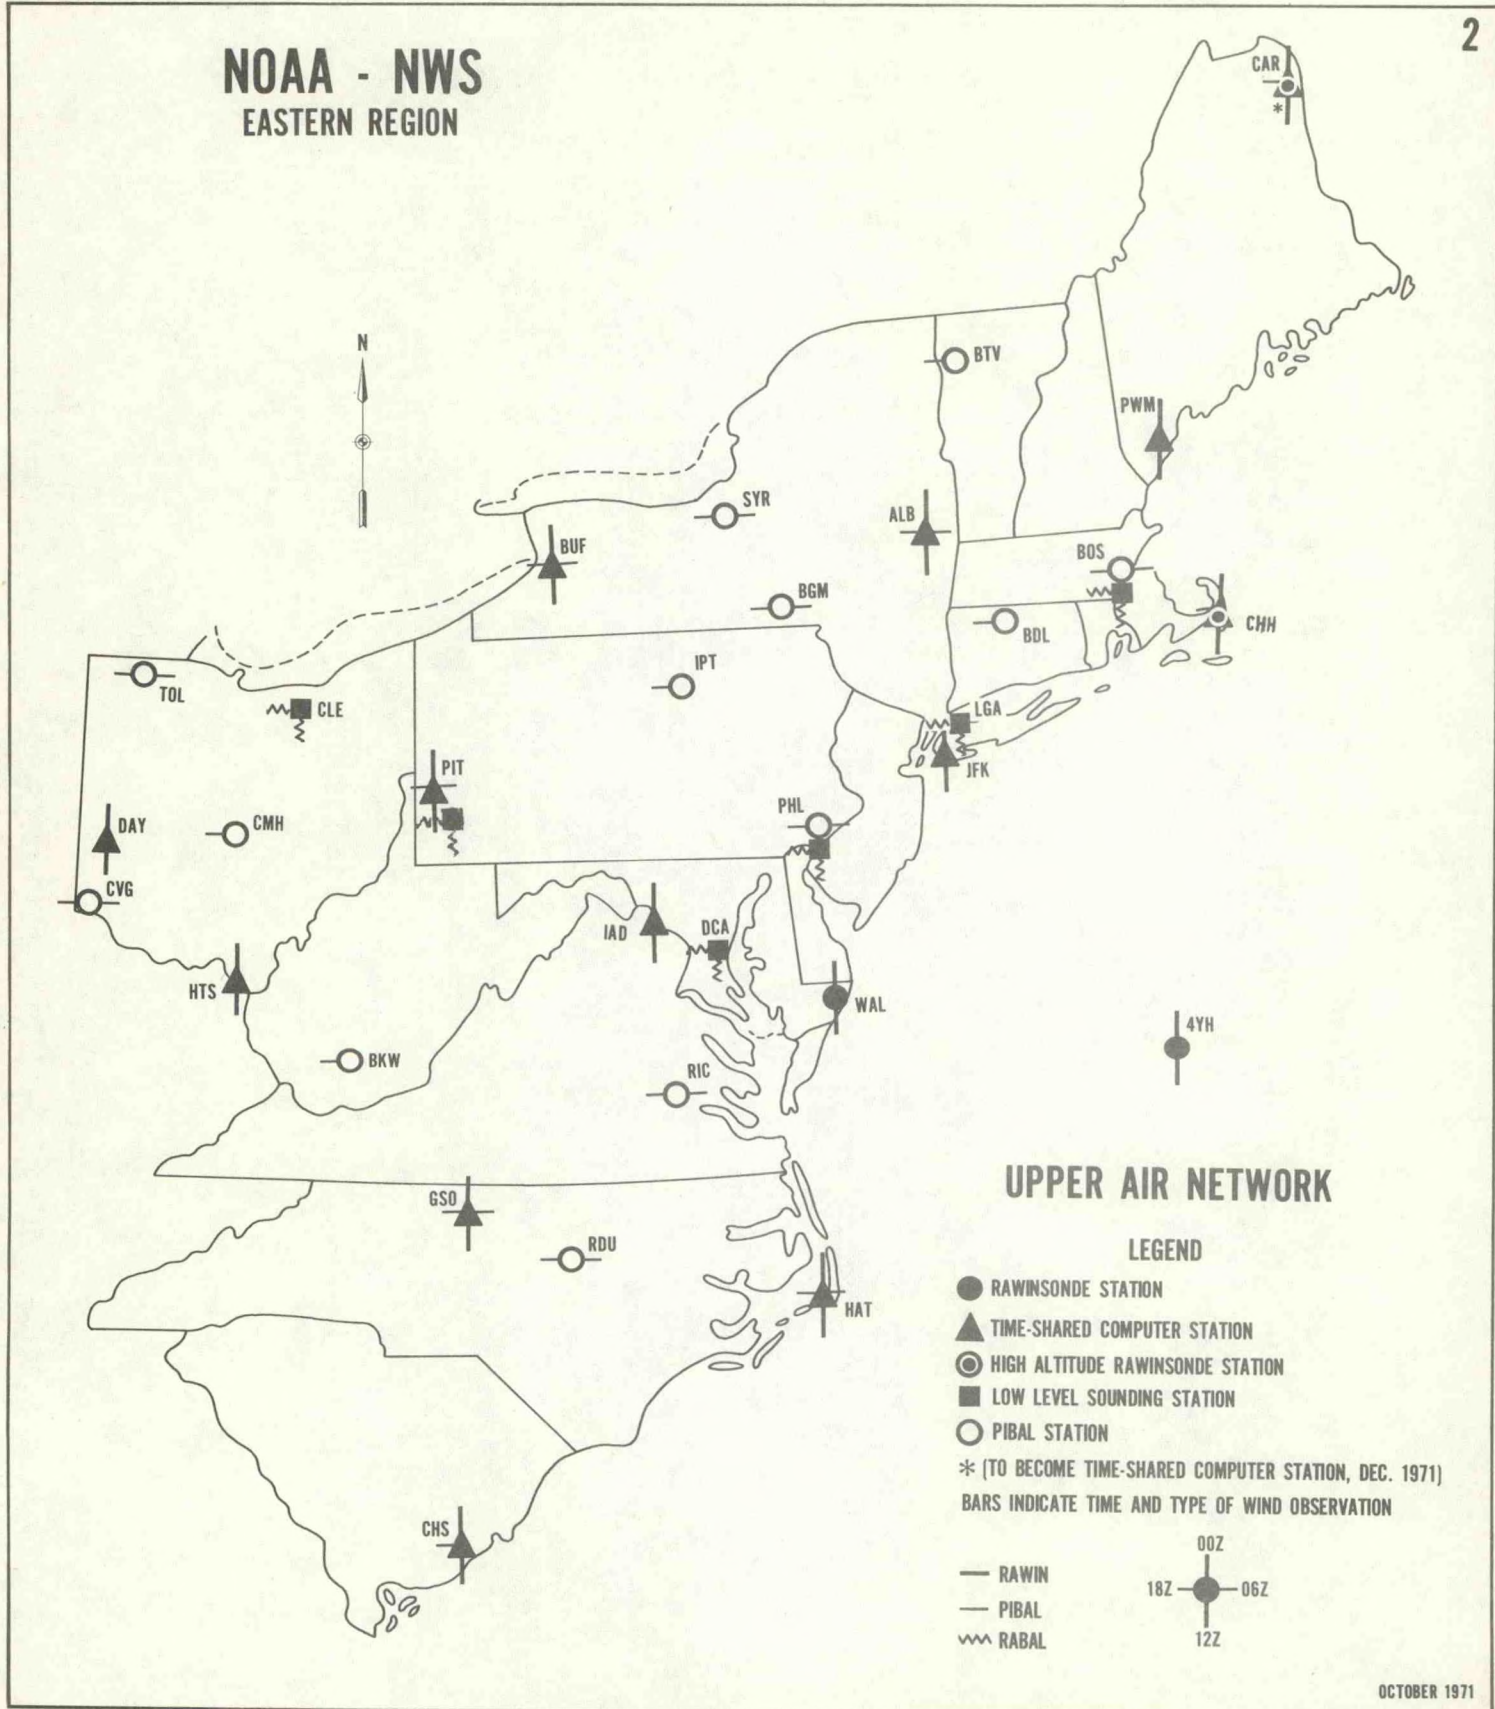 2
NOAA - NWS
EASTERN REGION
CAR
*
N
BTV
PWM
SYR
ALB
BUF
BOS
BGM
CHH
BDL
IPT
TOL
CLE
LGA
PIT
JFK
PHL
DAY
CMH
CVG
IAD
DCA
HTS
WAL
4YH
BKW
RIC
UPPER AIR NETWORK
GSO
RDU
LEGEND
RAWINSONDE STATION
HAT
TIME-SHARED COMPUTER STATION
HIGH ALTITUDE RAWINSONDE STATION
LOW LEVEL SOUNDING STATION
PIBAL STATION
* (TO BECOME TIME-SHARED COMPUTER STATION, DEC. 1971)
BARS INDICATE TIME AND TYPE OF WIND OBSERVATION
CHS
00Z
RAWIN
18Z 06Z
PIBAL
RABAL
12Z
OCTOBER 1971